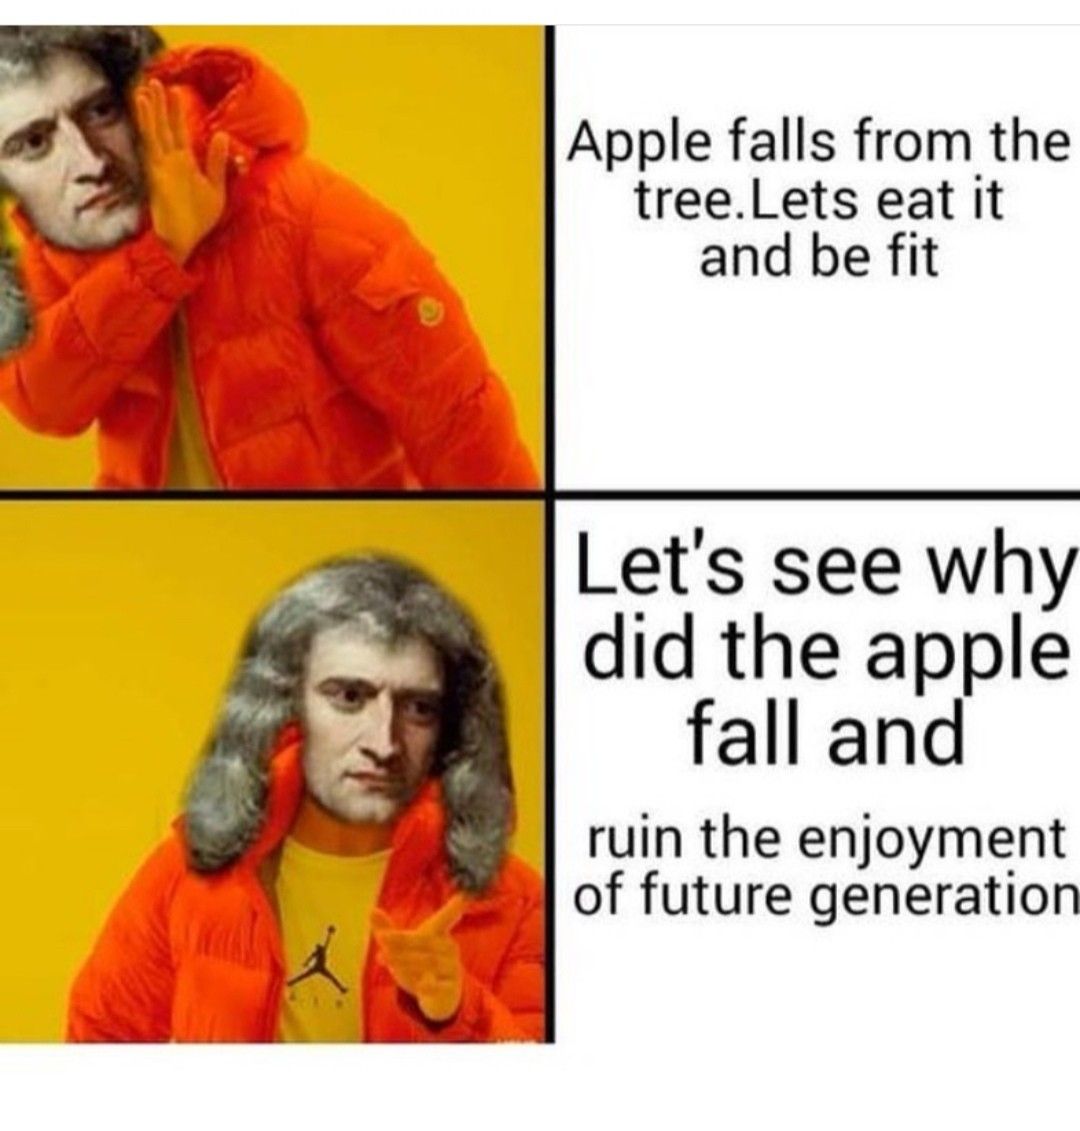 Apple falls from the
tree.Lets eat it
and be fit
Let's see why
did the apple
fall and
ruin the enjoyment
of future generation